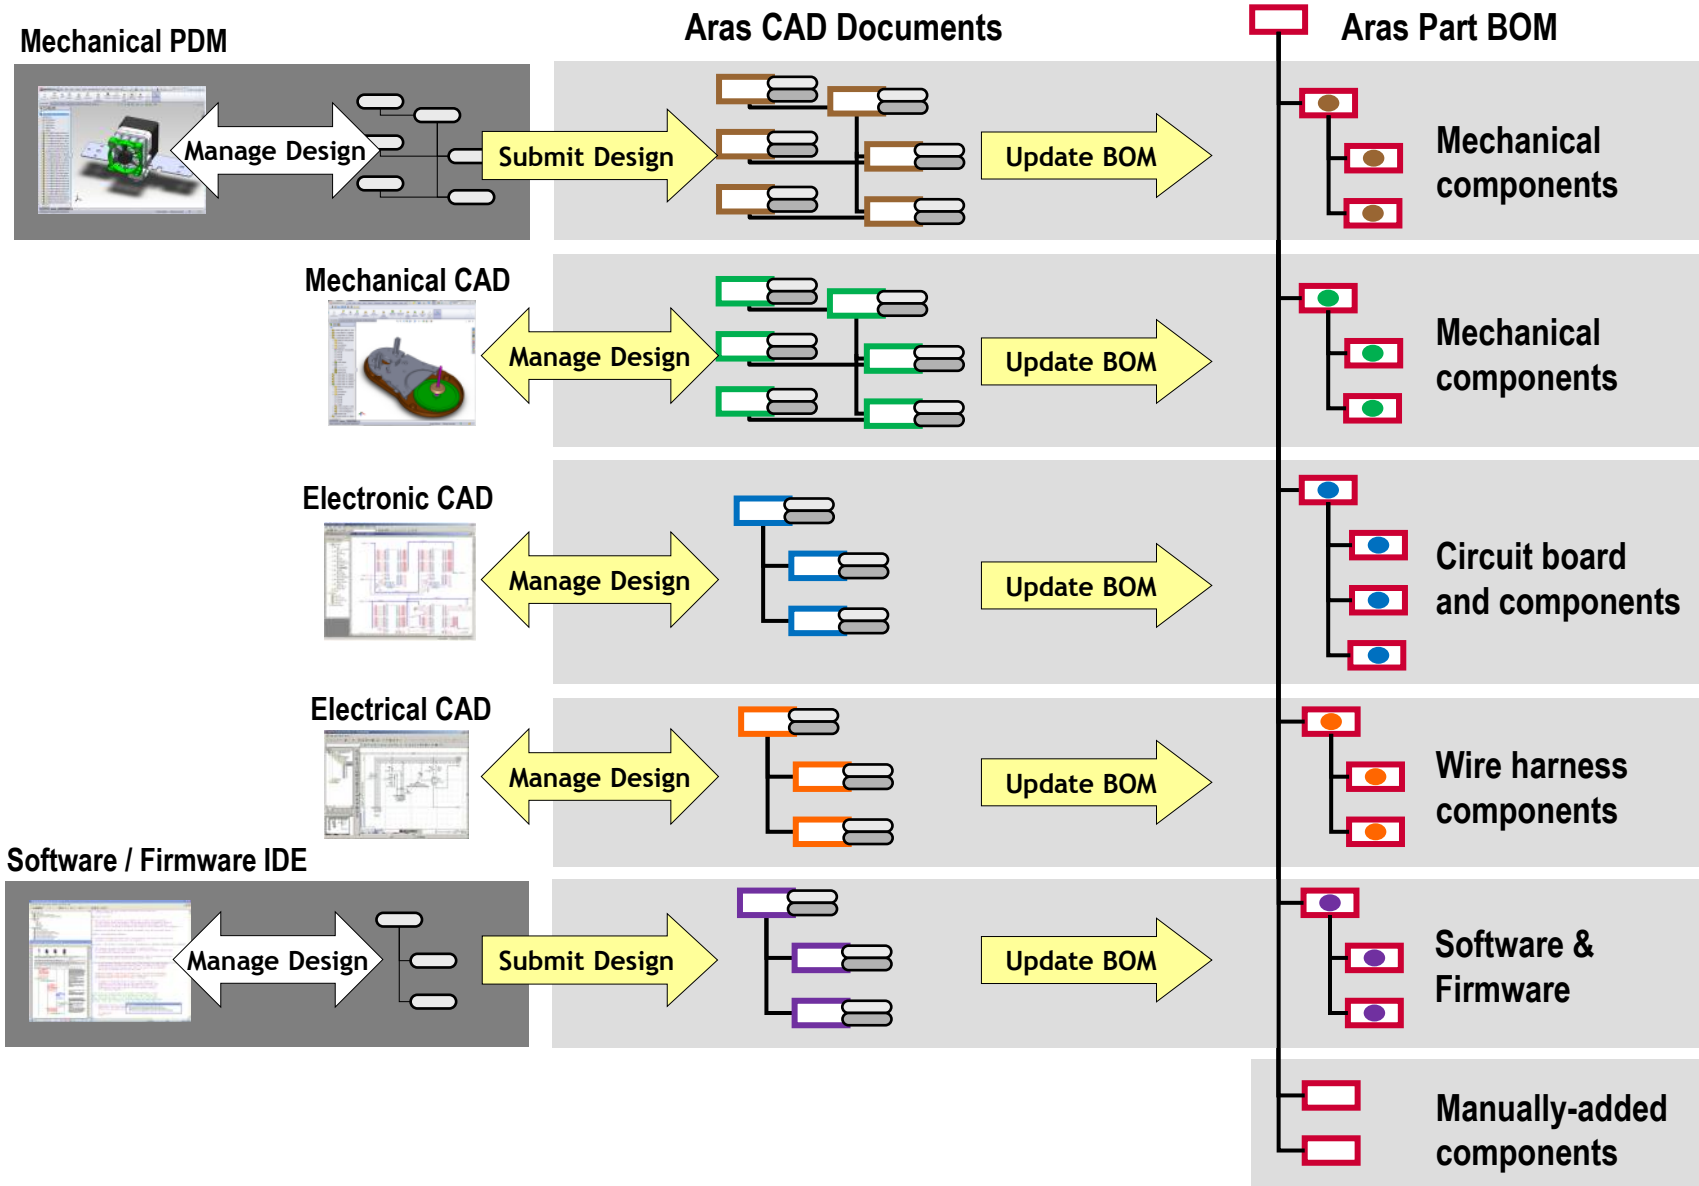 Mechanical PDM
Aras CAD Documents
Aras Part BOM
Manage Design
Submit Design
Update BOM
Mechanical
components
Mechanical CAD
Manage Design
Update BOM
Mechanical
components
Electronic CAD
Manage Design
Update BOM
Circuit board
and components
Electrical CAD
Manage Design
Update BOM
Wire harness
components
Software / Firmware IDE
Manage Design
Submit Design
Update BOM
Software &
Firmware
Manually-added
components